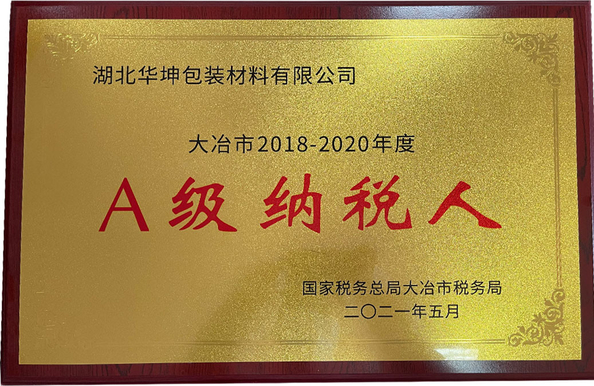 湖北华坤包装材料有限公司
大冶市2018-2020年度
A级纳税人
国家税务总局大冶市税务局
二〇二一年五月